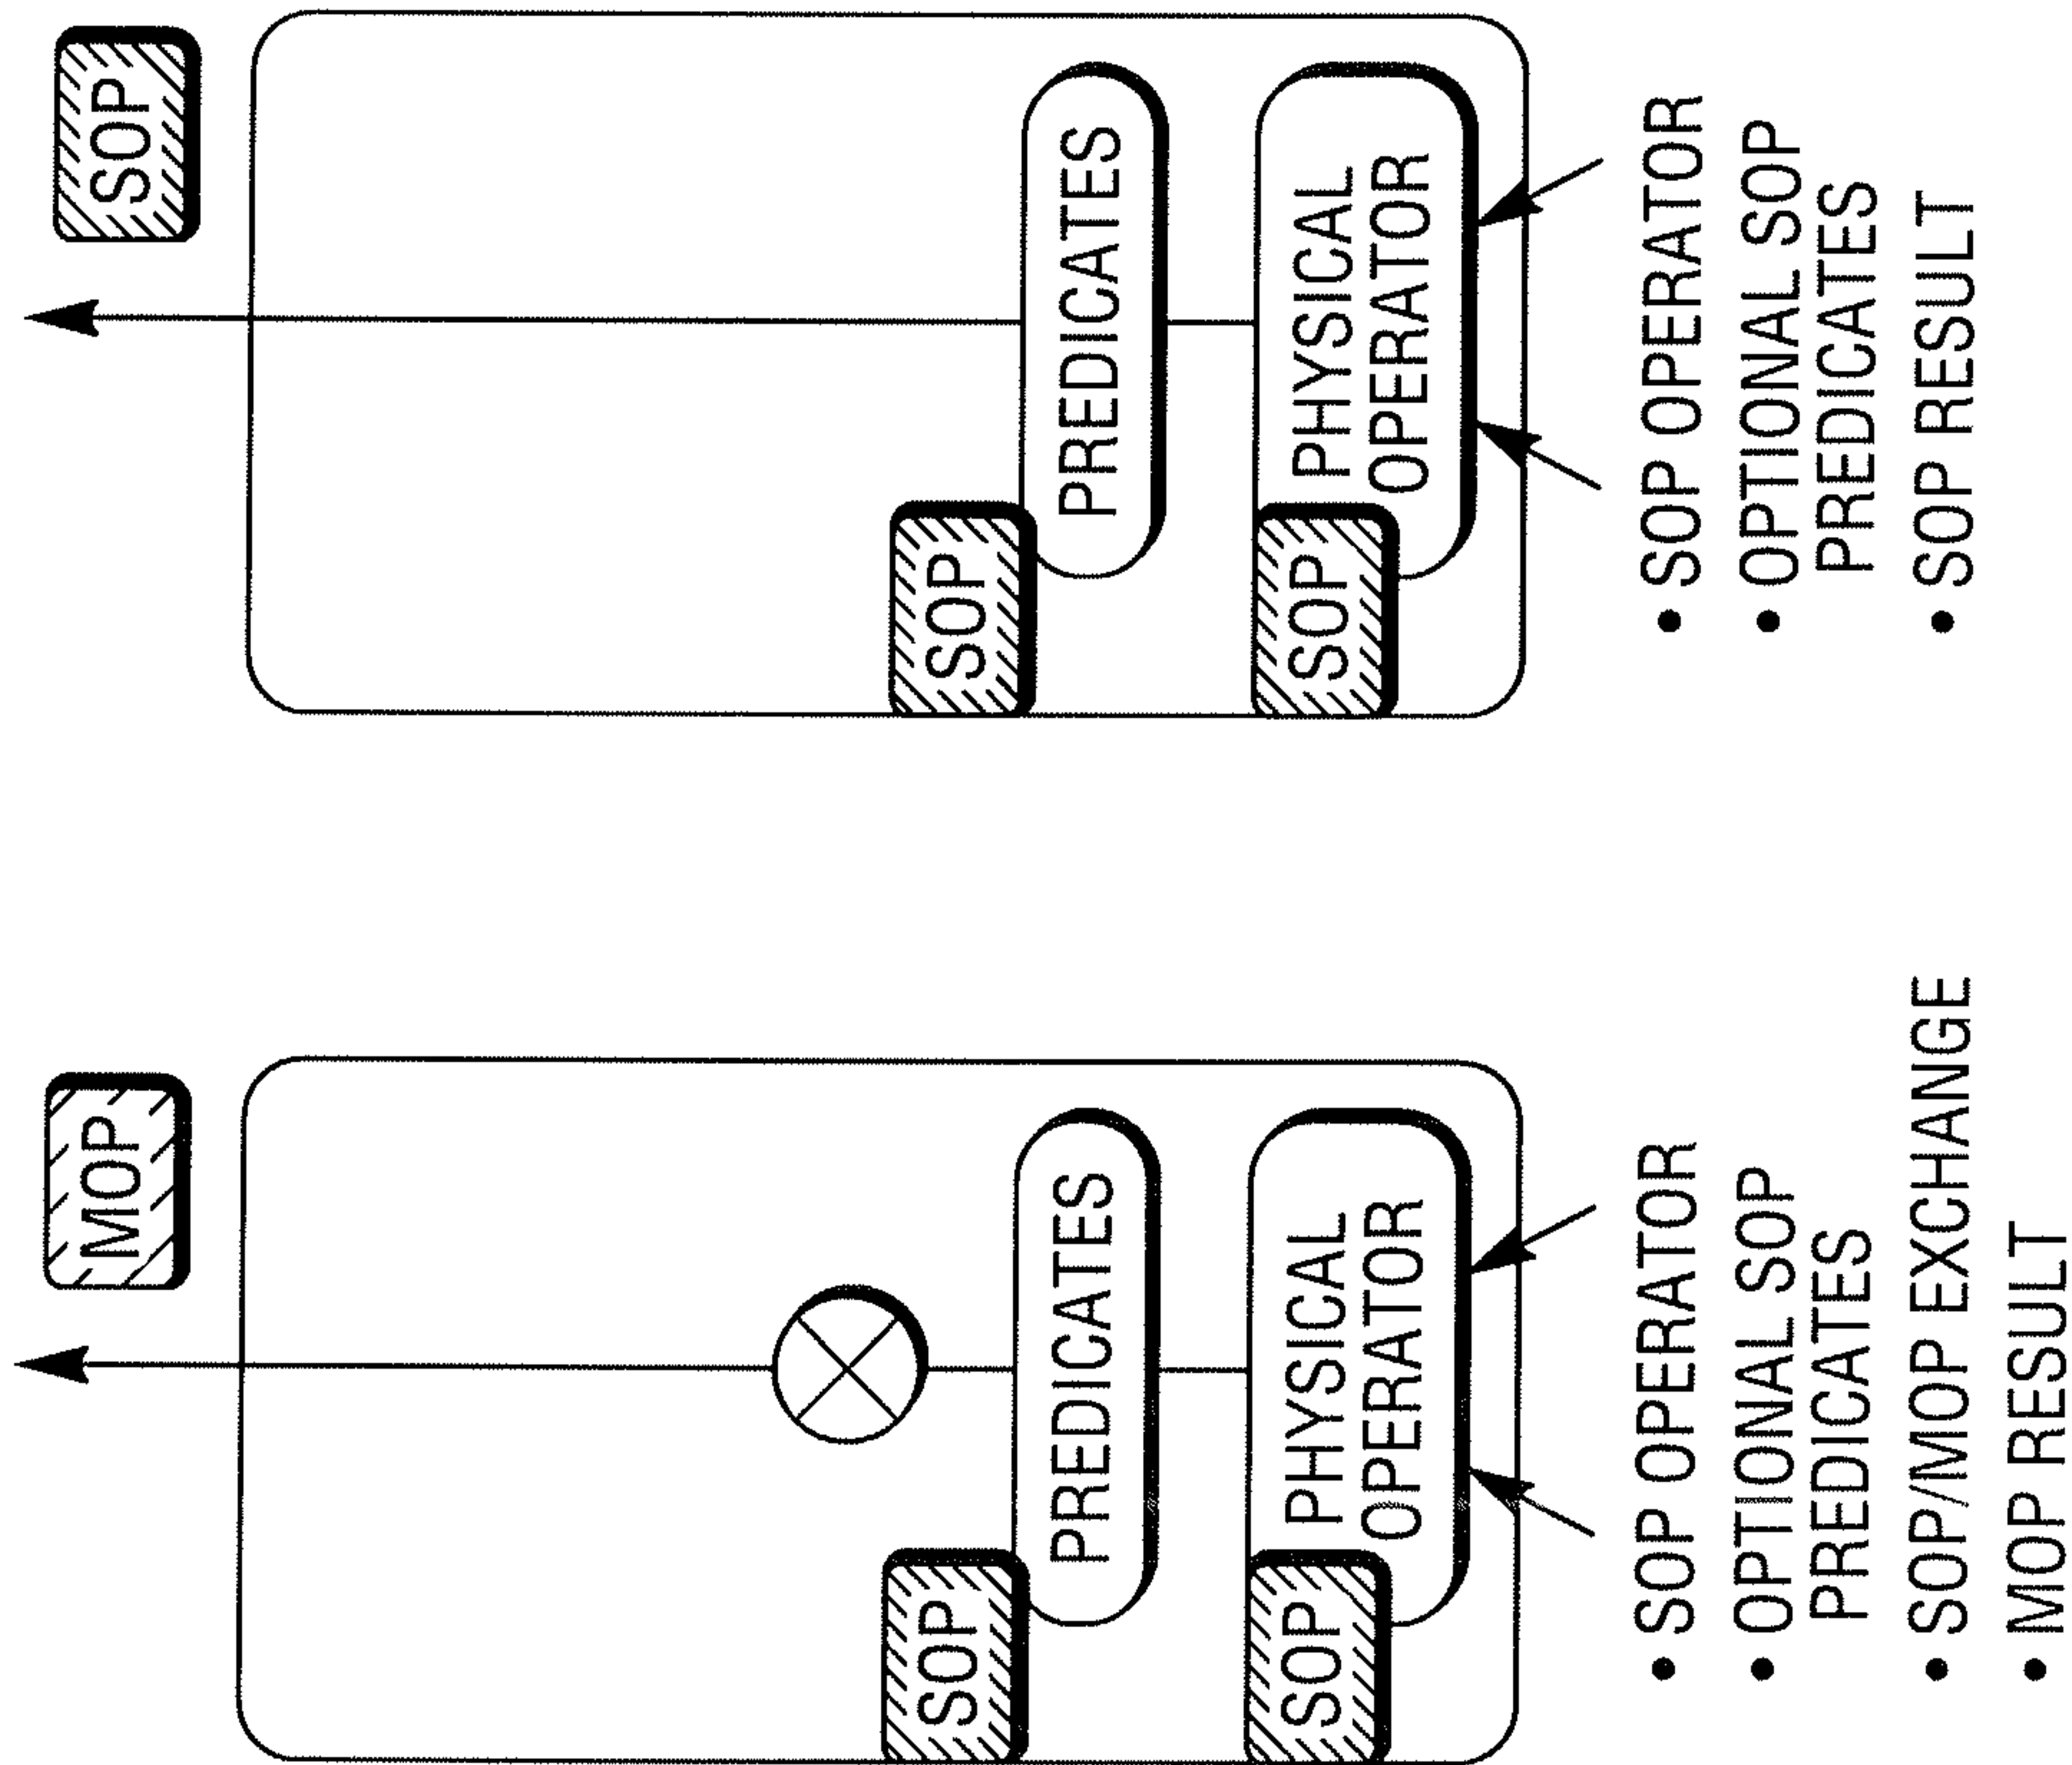 MOP
SOP
PREDICATES
SOP
PHYSICAL
OPERATOR
• SOP OPERATOR
• OPTIONAL SOP
PREDICATES
• SOP/MOP EXCHANGE
• MOP RESULT
SOP
SOP
PREDICATES
SOP
PHYSICAL
OPERATOR
• SOP OPERATOR
• OPTIONAL SOP
PREDICATES
• SOP RESULT